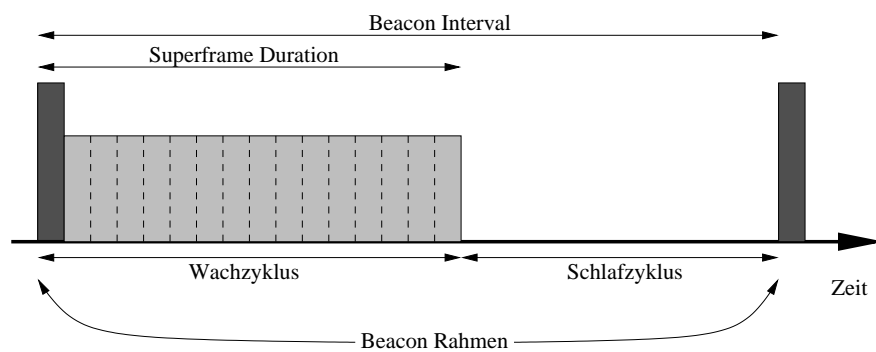 Beacon Interval
Superframe Duration
Wachzyklus
Schlafzyklus
Zeit
Beacon Rahmen